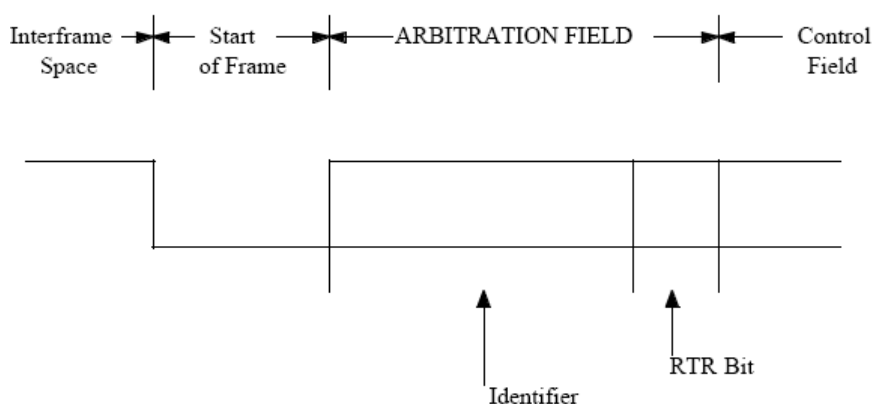 Interframe Space
Start of Frame
ARBITRATION FIELD
Control Field
RTR Bit
Identifier